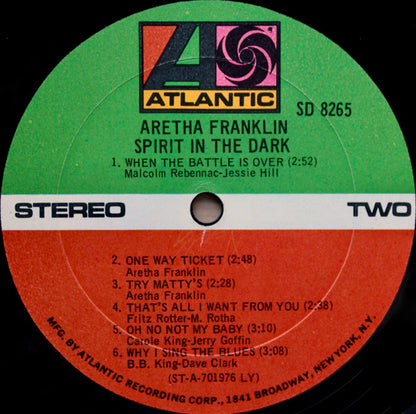 ATLANTIC
SD 8265
ARETHA FRANKLIN
SPIRIT IN THE DARK
1. WHEN THE BATTLE IS OVER (2:52)
Malcolm Rebennac-Jessie Hill
STEREO
TWO
2. ONE WAY TICKET (2:48)
Aretha Franklin
3. TRY MATTY'S (2:28)
Aretha Franklin
4. THAT'S ALL I WANT FROM YOU (2:38)
Fritz Rotter-M. Rotha
5. OH NO NOT MY BABY (3:10)
Carole King-Jerry Goffin
6. WHY I SING THE BLUES (3:08)
B.B. King-Dave Clark
(ST-A-701976 LY)
MFG. BY ATLANTIC RECORDING CORP., 1841 BROADWAY, NEW YORK, N.Y.